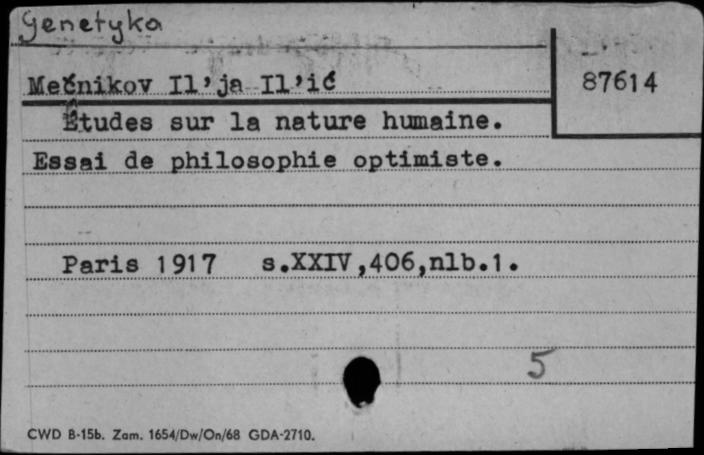 Genetyka
Mečnikov Il'ja Il'ić
87614
Études sur la nature humaine.
Essai de philosophie optimiste.
Paris 1917 s.XXIV,406,nlb.1.
5
CWD B-15b. Zam. 1654/Dw/On/68 GDA-2710.